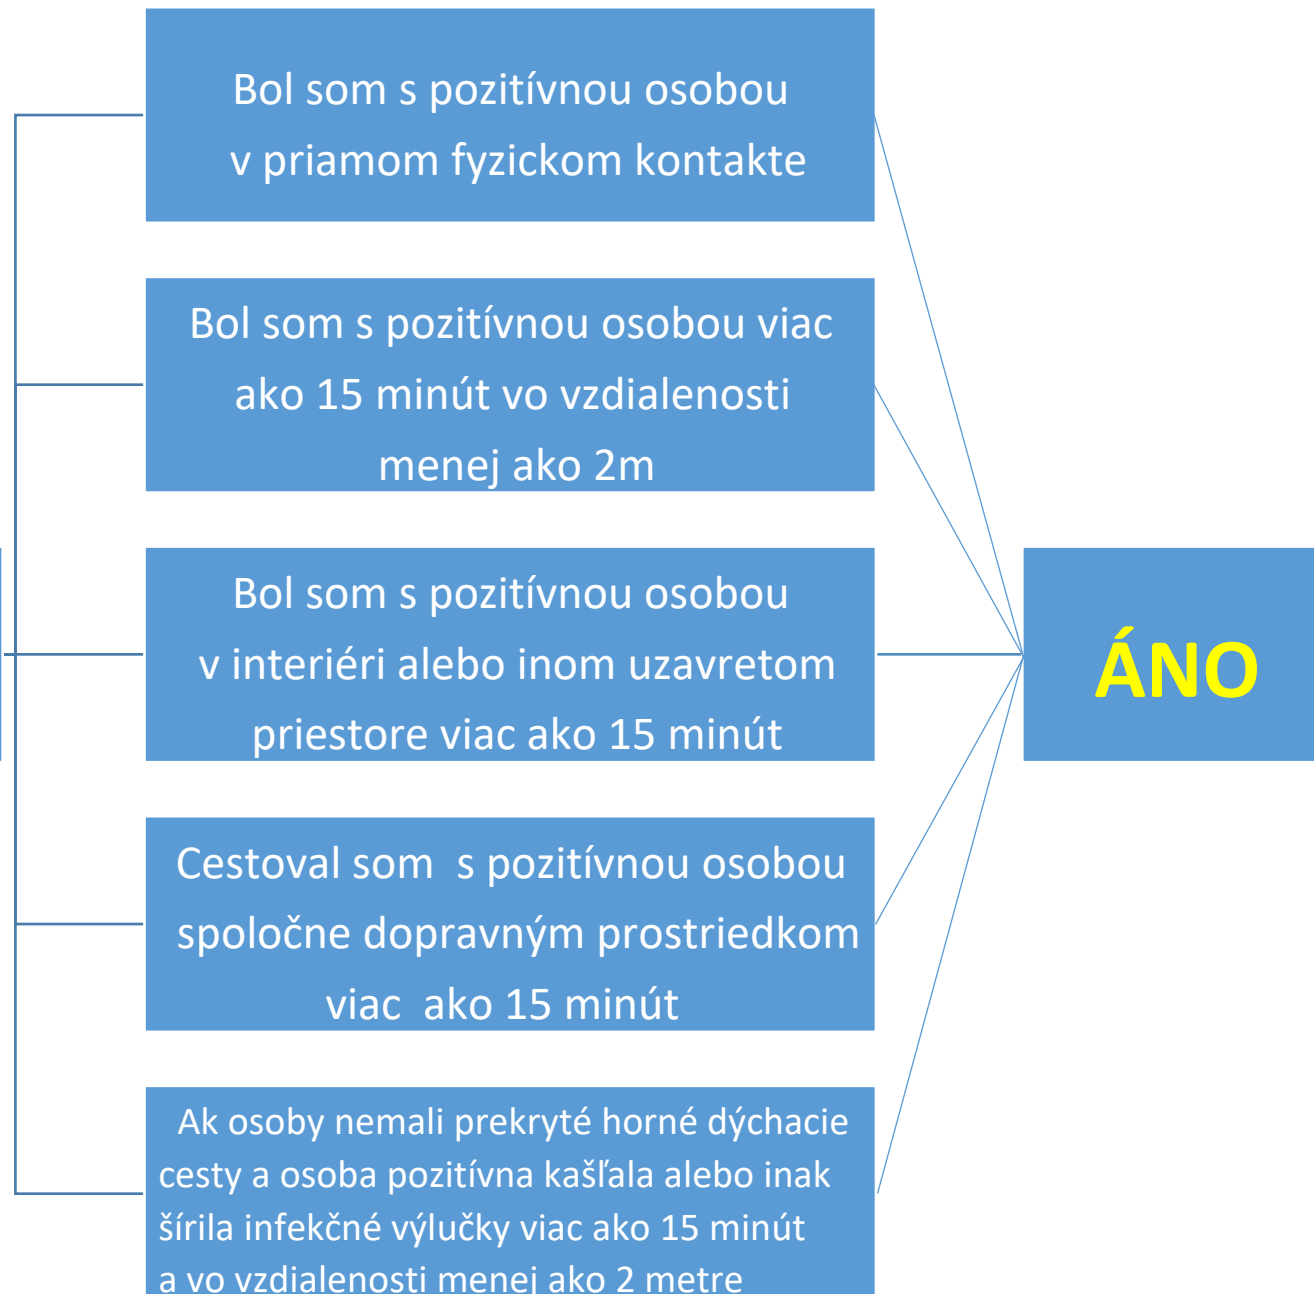 Bol som s pozitívnou osobou
v priamom fyzickom kontakte
Bol som s pozitívnou osobou viac
ako 15 minút vo vzdialenosti
menej ako 2m
Bol som s pozitívnou osobou
v interiéri alebo inom uzavretom
priestore viac ako 15 minút
Cestoval som s pozitívnou osobou
spoločne dopravným prostriedkom
viac ako 15 minút
Ak osoby nemali prekryté horné dýchacie
cesty a osoba pozitívna kašľala alebo inak
šírila infekčné výlučky viac ako 15 minút
a vo vzdialenosti menej ako 2 metre
ÁNO